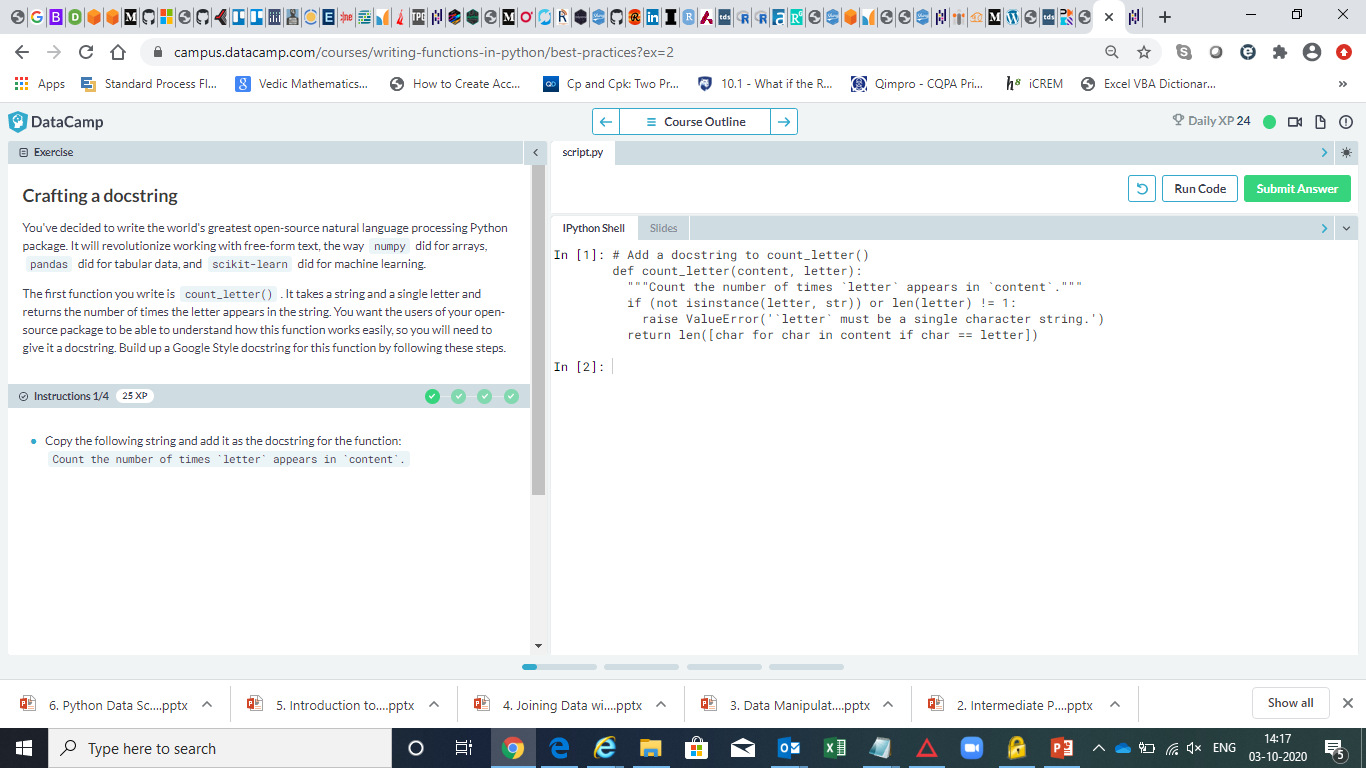 campus.datacamp.com/courses/writing-functions-in-python/best-practices?ex=2
Apps Standard Process Fl... Vedic Mathematics... How to Create Acc... Cp and Cpk: Two Pr... 10.1 - What if the R... Qimpro - CQPA Pri... iCREM Excel VBA Dictionar... »
DataCamp
Course Outline
Daily XP 24
Exercise
Crafting a docstring
You've decided to write the world's greatest open-source natural language processing Python
package. It will revolutionize working with free-form text, the way numpy did for arrays,
pandas did for tabular data, and scikit-learn did for machine learning.
The first function you write is count_letter() . It takes a string and a single letter and
returns the number of times the letter appears in the string. You want the users of your open-
source package to be able to understand how this function works easily, so you will need to
give it a docstring. Build up a Google Style docstring for this function by following these steps.
Instructions 1/4 25 XP
Copy the following string and add it as the docstring for the function:
Count the number of times `letter` appears in `content`.
script.py
Run Code Submit Answer
IPython Shell Slides
In [1]: # Add a docstring to count_letter()
def count_letter(content, letter):
"""Count the number of times `letter` appears in `content`."""
if (not isinstance(letter, str)) or len(letter) != 1:
raise ValueError('`letter` must be a single character string.')
return len([char for char in content if char == letter])
In [2]:
6. Python Data Sc....pptx 5. Introduction to....pptx 4. Joining Data wi....pptx 3. Data Manipulat....pptx 2. Intermediate P....pptx Show all
Type here to search
ENG
14:17
03-10-2020
5